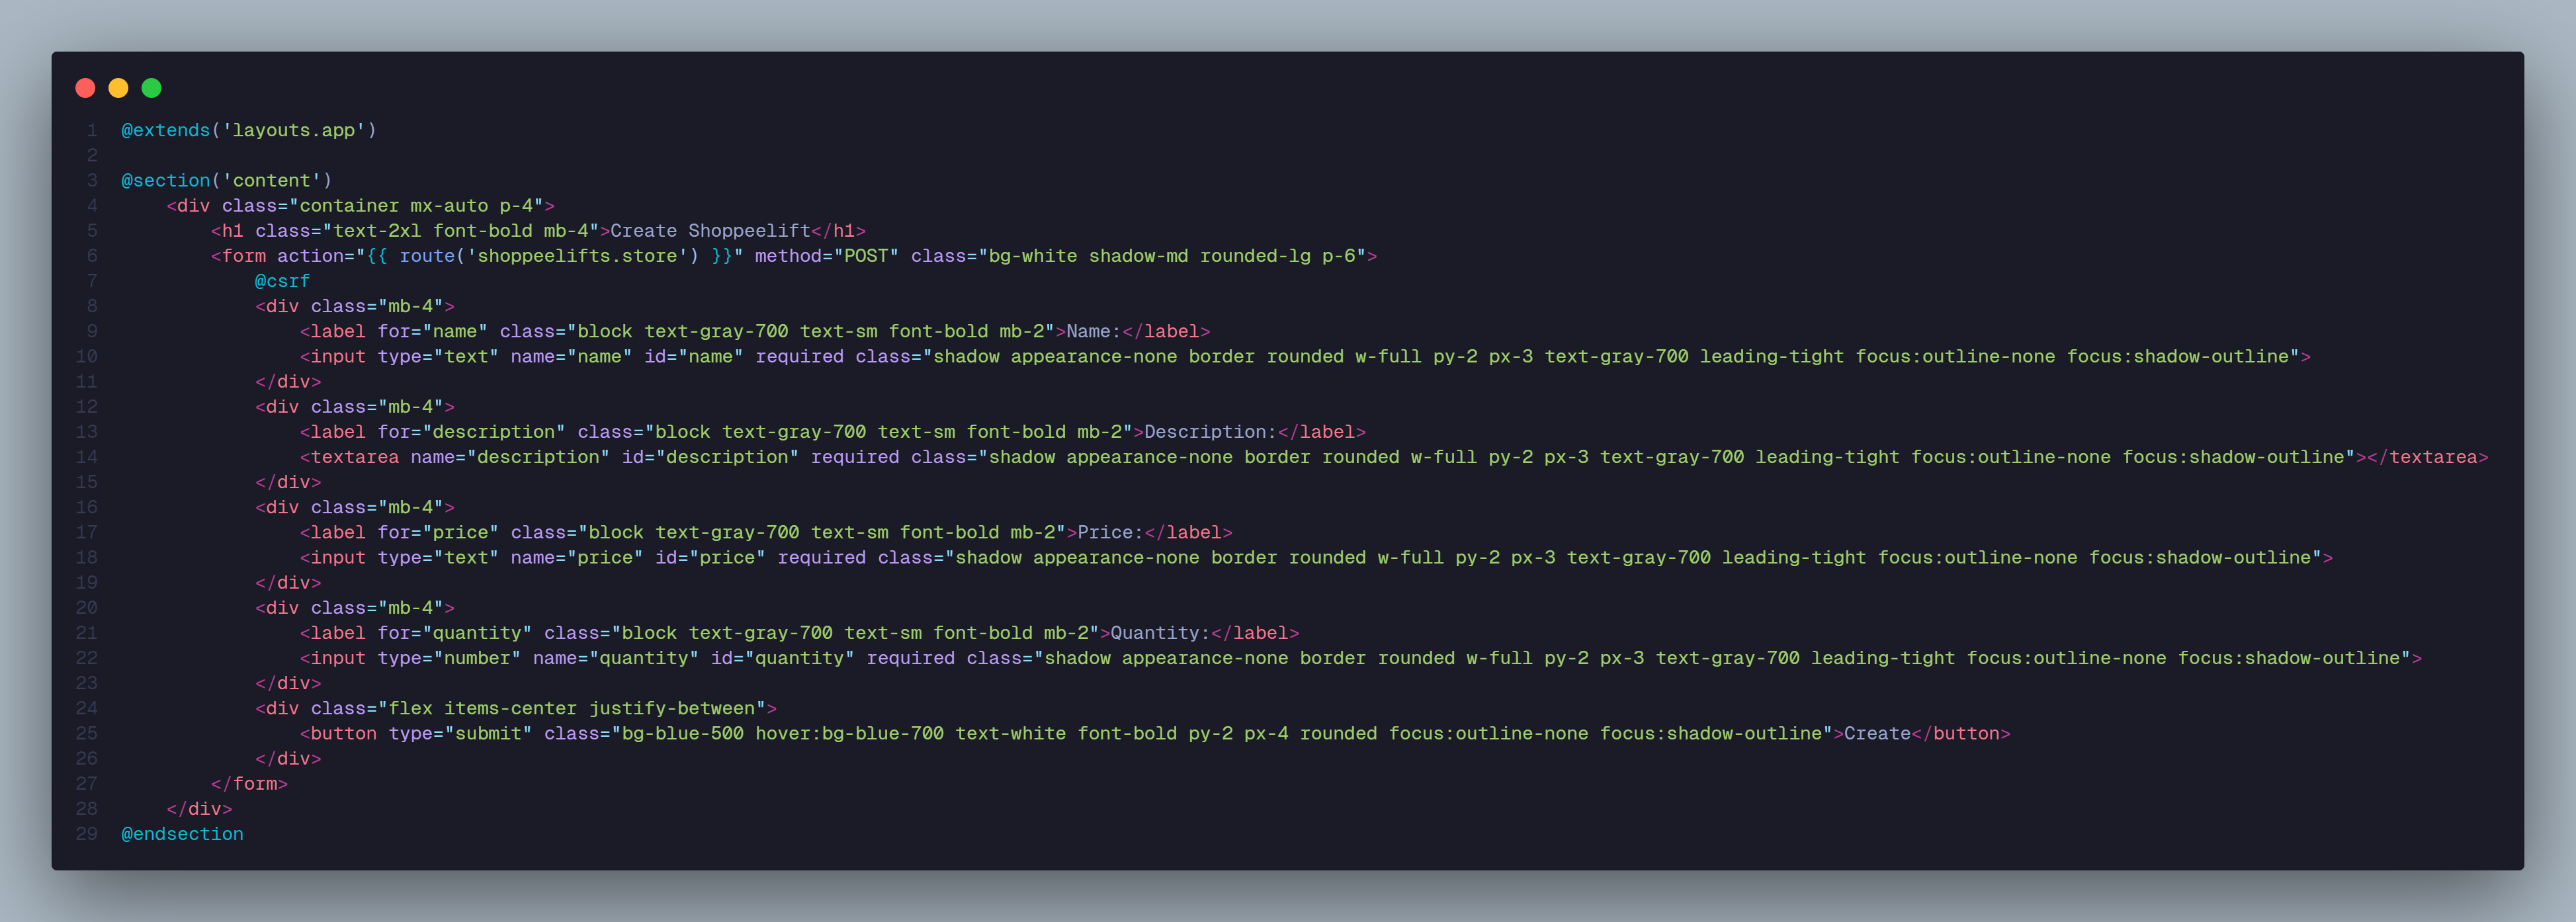 1 @extends('layouts.app')
2
3 @section('content')
4     <div class="container mx-auto p-4">
5         <h1 class="text-2xl font-bold mb-4">Create Shoppeelift</h1>
6         <form action="{{ route('shoppeelifts.store') }}" method="POST" class="bg-white shadow-md rounded-lg p-6">
7             @csrf
8             <div class="mb-4">
9                 <label for="name" class="block text-gray-700 text-sm font-bold mb-2">Name:</label>
10                 <input type="text" name="name" id="name" required class="shadow appearance-none border rounded w-full py-2 px-3 text-gray-700 leading-tight focus:outline-none focus:shadow-outline">
11             </div>
12             <div class="mb-4">
13                 <label for="description" class="block text-gray-700 text-sm font-bold mb-2">Description:</label>
14                 <textarea name="description" id="description" required class="shadow appearance-none border rounded w-full py-2 px-3 text-gray-700 leading-tight focus:outline-none focus:shadow-outline"></textarea>
15             </div>
16             <div class="mb-4">
17                 <label for="price" class="block text-gray-700 text-sm font-bold mb-2">Price:</label>
18                 <input type="text" name="price" id="price" required class="shadow appearance-none border rounded w-full py-2 px-3 text-gray-700 leading-tight focus:outline-none focus:shadow-outline">
19             </div>
20             <div class="mb-4">
21                 <label for="quantity" class="block text-gray-700 text-sm font-bold mb-2">Quantity:</label>
22                 <input type="number" name="quantity" id="quantity" required class="shadow appearance-none border rounded w-full py-2 px-3 text-gray-700 leading-tight focus:outline-none focus:shadow-outline">
23             </div>
24             <div class="flex items-center justify-between">
25                 <button type="submit" class="bg-blue-500 hover:bg-blue-700 text-white font-bold py-2 px-4 rounded focus:outline-none focus:shadow-outline">Create</button>
26             </div>
27         </form>
28     </div>
29 @endsection